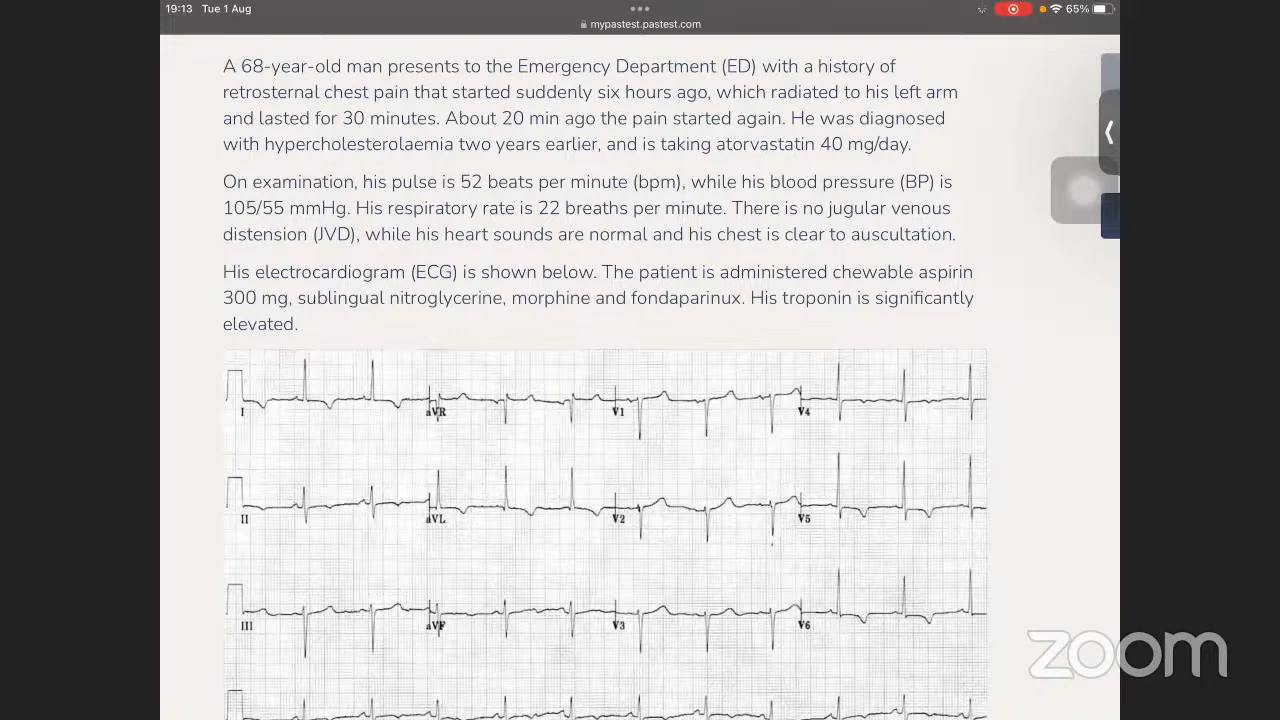 19:13 Tue 1 Aug
65%
mypastest.pastest.com
A 68-year-old man presents to the Emergency Department (ED) with a history of
retrosternal chest pain that started suddenly six hours ago, which radiated to his left arm
and lasted for 30 minutes. About 20 min ago the pain started again. He was diagnosed
with hypercholesterolaemia two years earlier, and is taking atorvastatin 40 mg/day.
On examination, his pulse is 52 beats per minute (bpm), while his blood pressure (BP) is
105/55 mmHg. His respiratory rate is 22 breaths per minute. There is no jugular venous
distension (JVD), while his heart sounds are normal and his chest is clear to auscultation.
His electrocardiogram (ECG) is shown below. The patient is administered chewable aspirin
300 mg, sublingual nitroglycerine, morphine and fondaparinux. His troponin is significantly
elevated.
I aVR V1 V4
II aVL V2 V5
III aVF V3 V6
zoom